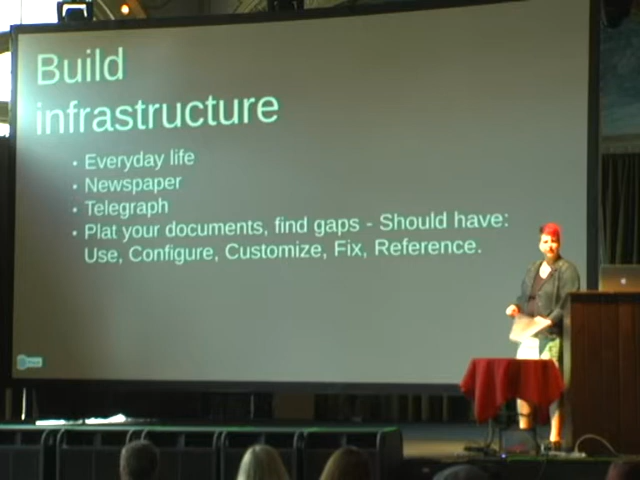 Build
infrastructure
• Everyday life
• Newspaper
• Telegraph
• Plat your documents, find gaps - Should have:
Use, Configure, Customize, Fix, Reference.